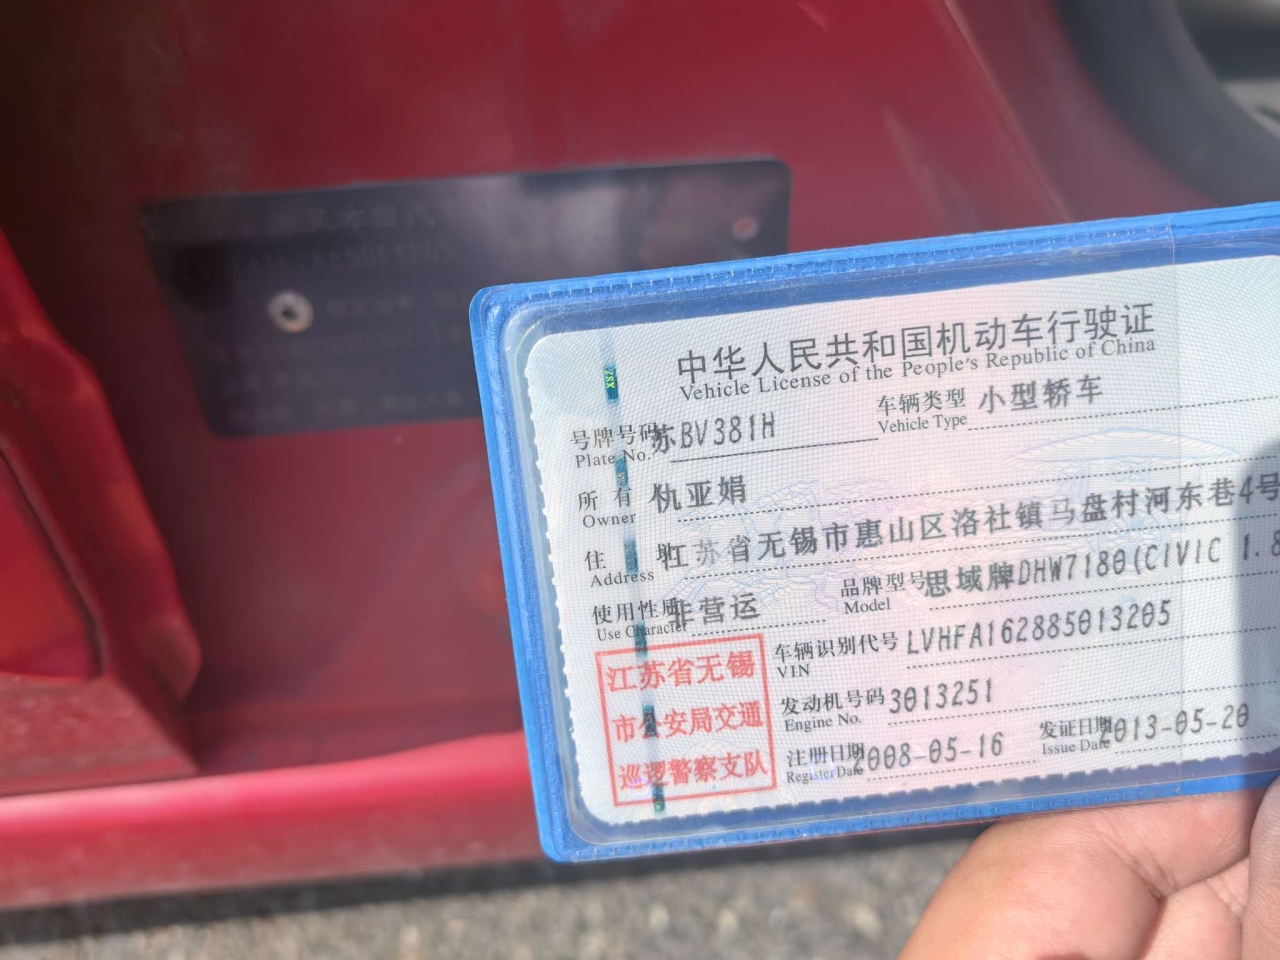 中华人民共和国机动车行驶证
Vehicle License of the People's Republic of China
号牌号码 苏BV381H 车辆类型 小型轿车
Plate No. Vehicle Type
所有 仇亚娟
Owner
住址 江苏省无锡市惠山区洛社镇马盘村河东巷4号
Address
使用性质 非营运 品牌型号 思域牌DHW7180(CIVIC 1.8
Use Character Model
车辆识别代号 LVHFA162885013205
VIN
发动机号码 3013251
Engine No.
注册日期 2008-05-16 发证日期 2013-05-20
Register Date Issue Date
江苏省无锡
市公安局交通
巡逻警察支队